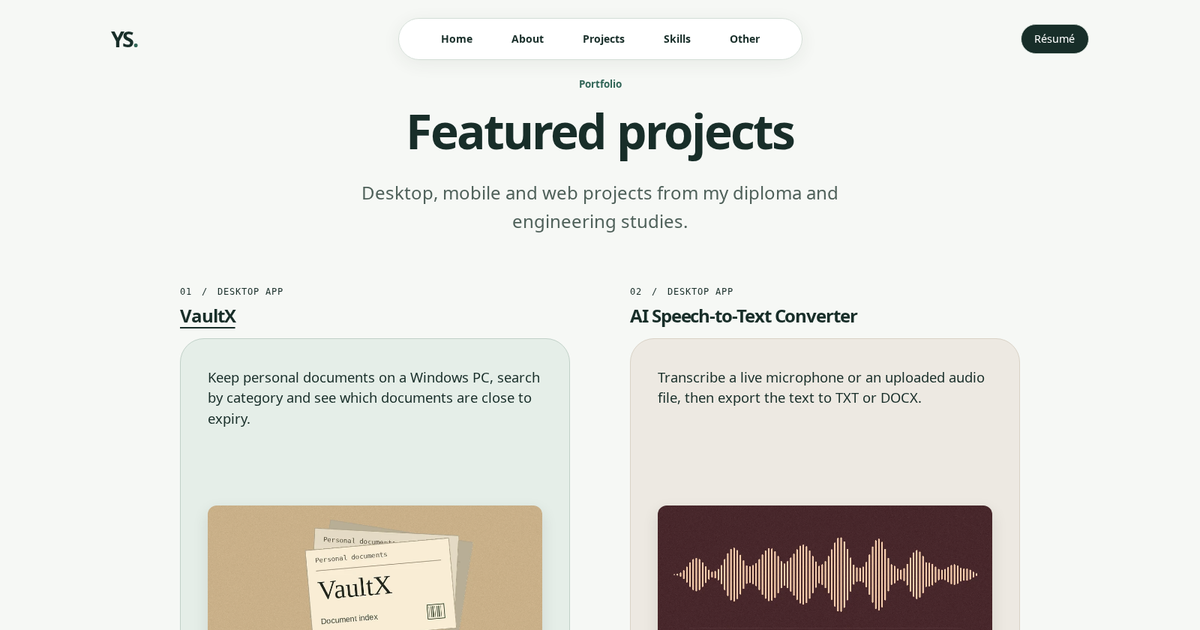 YS.
Home
About
Projects
Skills
Other
Résumé
Portfolio
Featured projects
Desktop, mobile and web projects from my diploma and
engineering studies.
01 / DESKTOP APP
VaultX
Keep personal documents on a Windows PC, search
by category and see which documents are close to
expiry.
Personal documents
Personal documents
VaultX
Document index
02 / DESKTOP APP
AI Speech-to-Text Converter
Transcribe a live microphone or an uploaded audio
file, then export the text to TXT or DOCX.